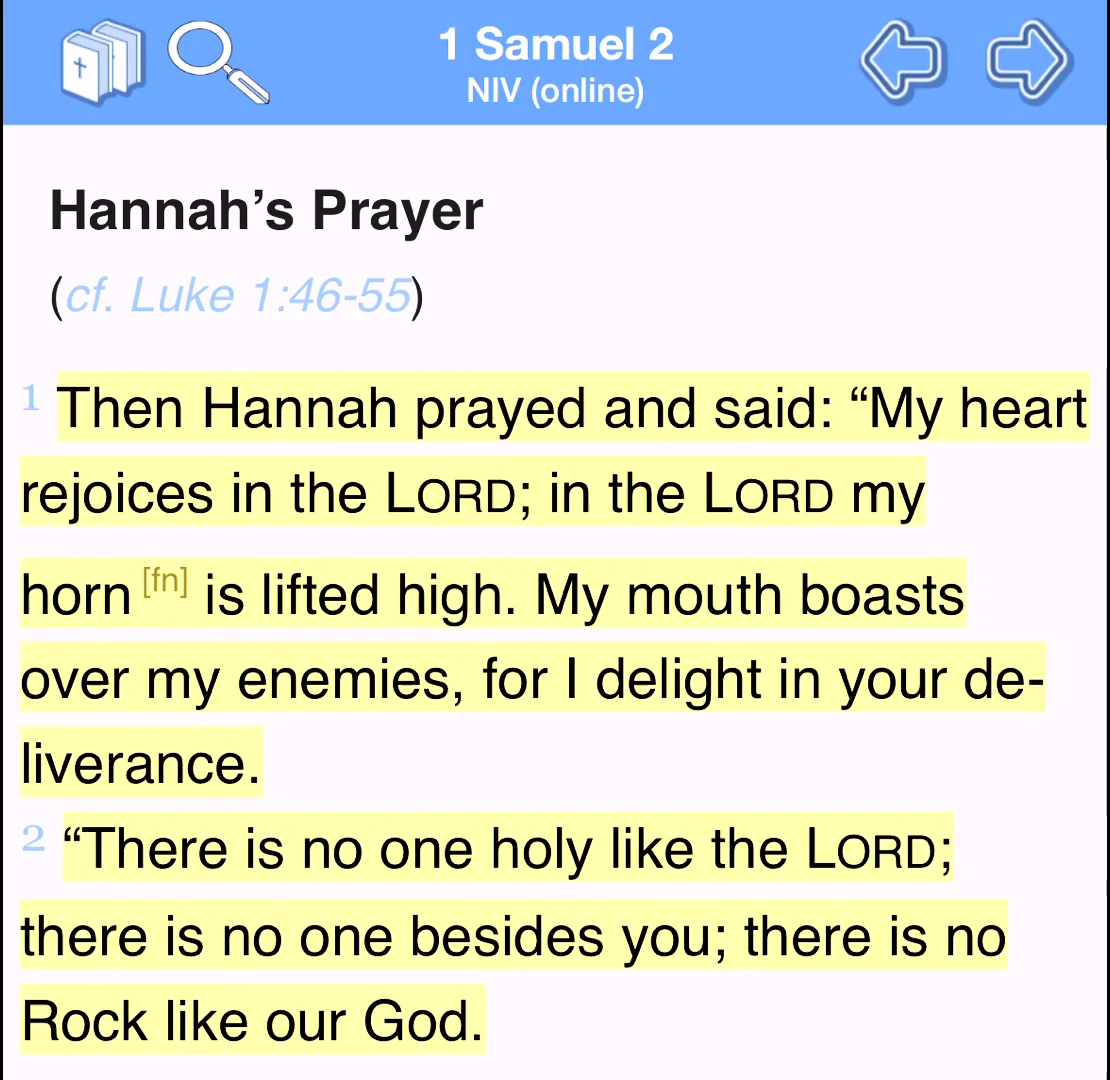 1 Samuel 2
NIV (online)
Hannah’s Prayer
(cf. Luke 1:46-55)
1 Then Hannah prayed and said: “My heart
rejoices in the LORD; in the LORD my
horn [fn] is lifted high. My mouth boasts
over my enemies, for I delight in your de-
liverance.
2 “There is no one holy like the LORD;
there is no one besides you; there is no
Rock like our God.